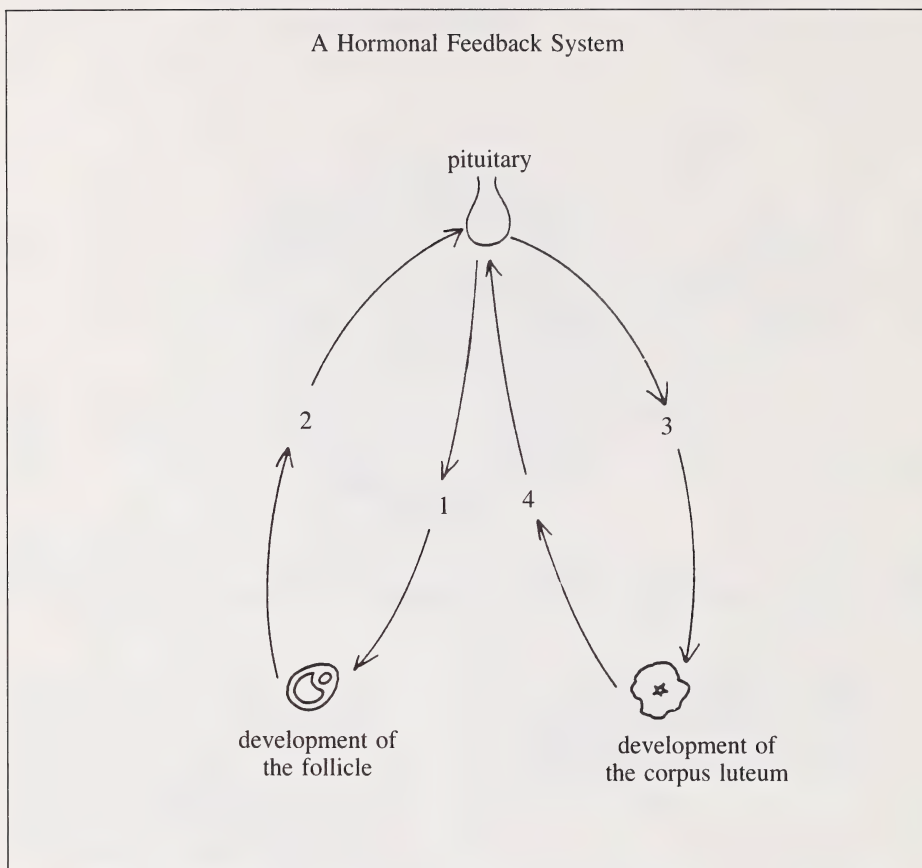 A Hormonal Feedback System
pituitary
2
3
1
4
development of
the follicle
development of
the corpus luteum